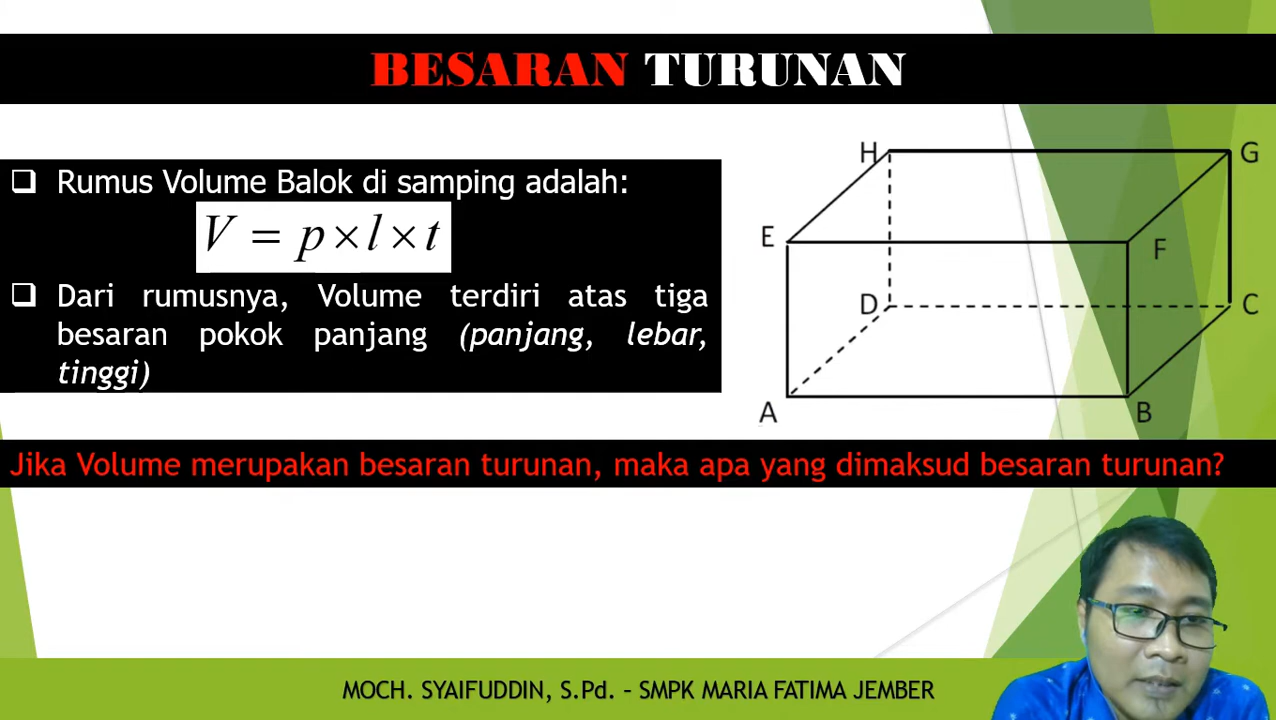 BESARAN TURUNAN
❑ Rumus Volume Balok di samping adalah:
V = p × l × t
❑ Dari rumusnya, Volume terdiri atas tiga
besaran pokok panjang (panjang, lebar,
tinggi)
H
G
E
F
D
C
A
B
Jika Volume merupakan besaran turunan, maka apa yang dimaksud besaran turunan?
MOCH. SYAIFUDDIN, S.Pd. – SMPK MARIA FATIMA JEMBER